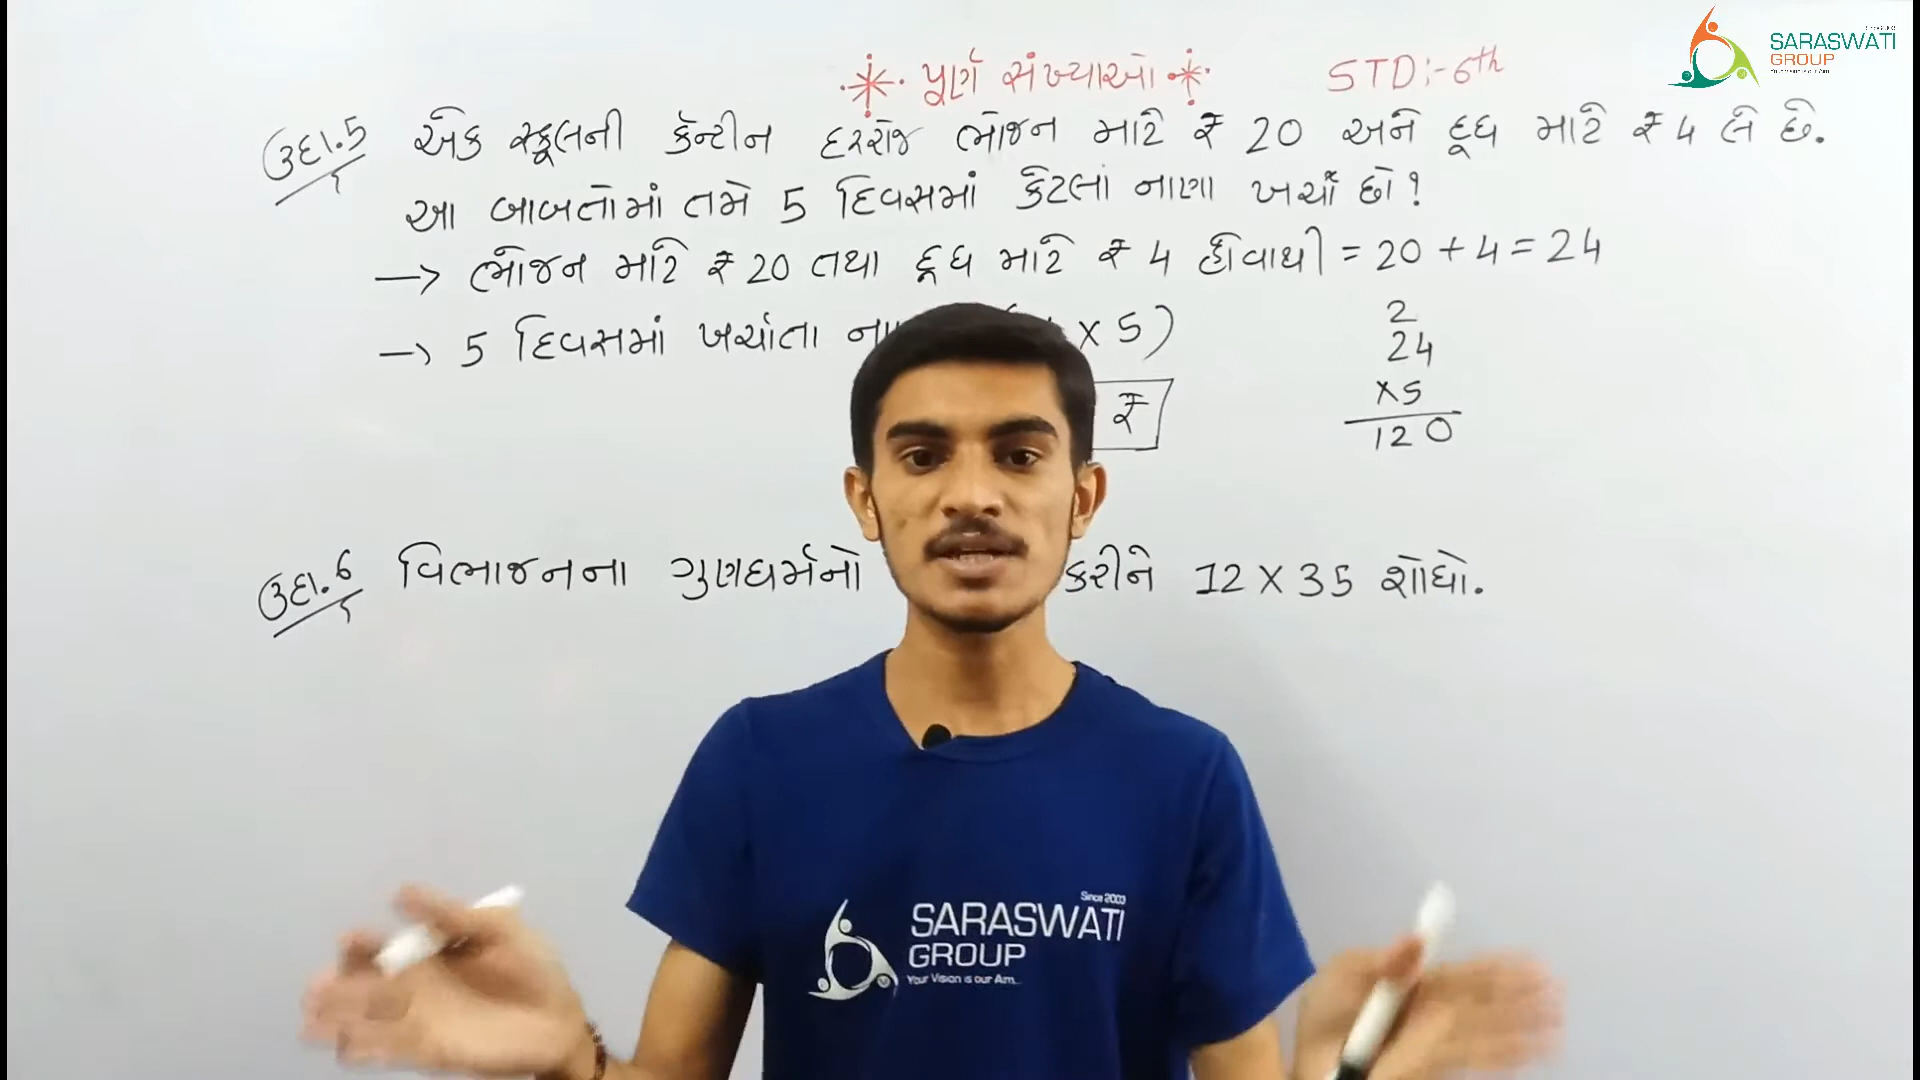 * પૂર્ણ સંખ્યાઓ * STD:-6th
SARASWATI
GROUP
ઉદા.5 એક સ્કૂલની કેન્ટીન દરરોજ ભોજન માટે ₹ 20 અને દૂધ માટે ₹ 4 લે છે.
આ બાબતોમાં તમે 5 દિવસમાં કેટલા નાણા ખર્ચો છો?
→ ભોજન માટે ₹ 20 તથા દૂધ માટે ₹ 4 હોવાથી = 20 + 4 = 24
→ 5 દિવસમાં ખર્ચાતા × 5)
₹
2
24
×5
120
ઉદા.6 વિભાજનના ગુણધર્મનો કરીને 12 × 35 શોધો.
Since 2003
SARASWATI
GROUP
Your Vision is our Aim...